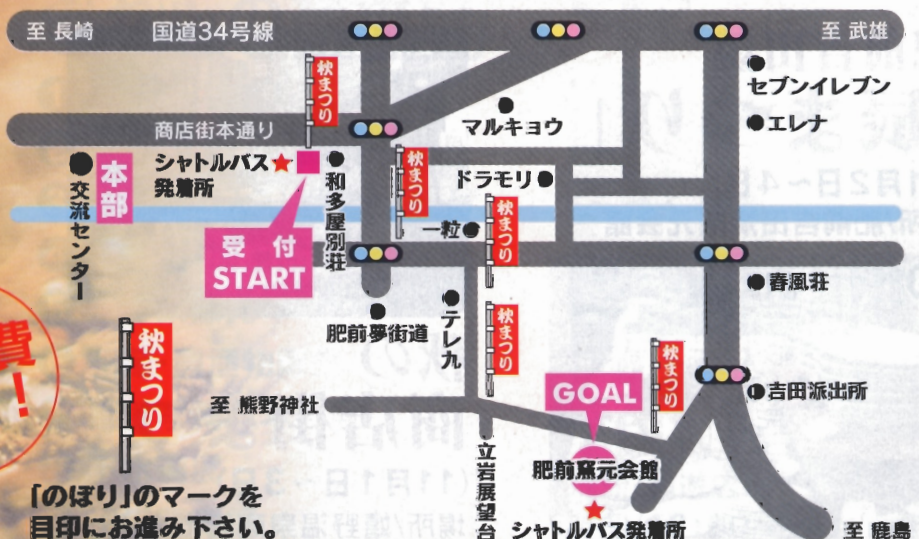 至 長崎
国道34号線
至 武雄
セブンイレブン
エレナ
秋まつり
マルキョウ
商店街本通り
シャトルバス
発着所
本部
交流センター
和多屋別荘
秋まつり
ドラモリ
秋まつり
一粒
受 付
START
春風荘
肥前夢街道
テレ九
秋まつり
秋まつり
秋まつり
GOAL
吉田派出所
至 熊野神社
立岩展望台
肥前窯元会館
シャトルバス発着所
至 鹿島
費
!
「のぼり」のマークを
目印にお進み下さい。